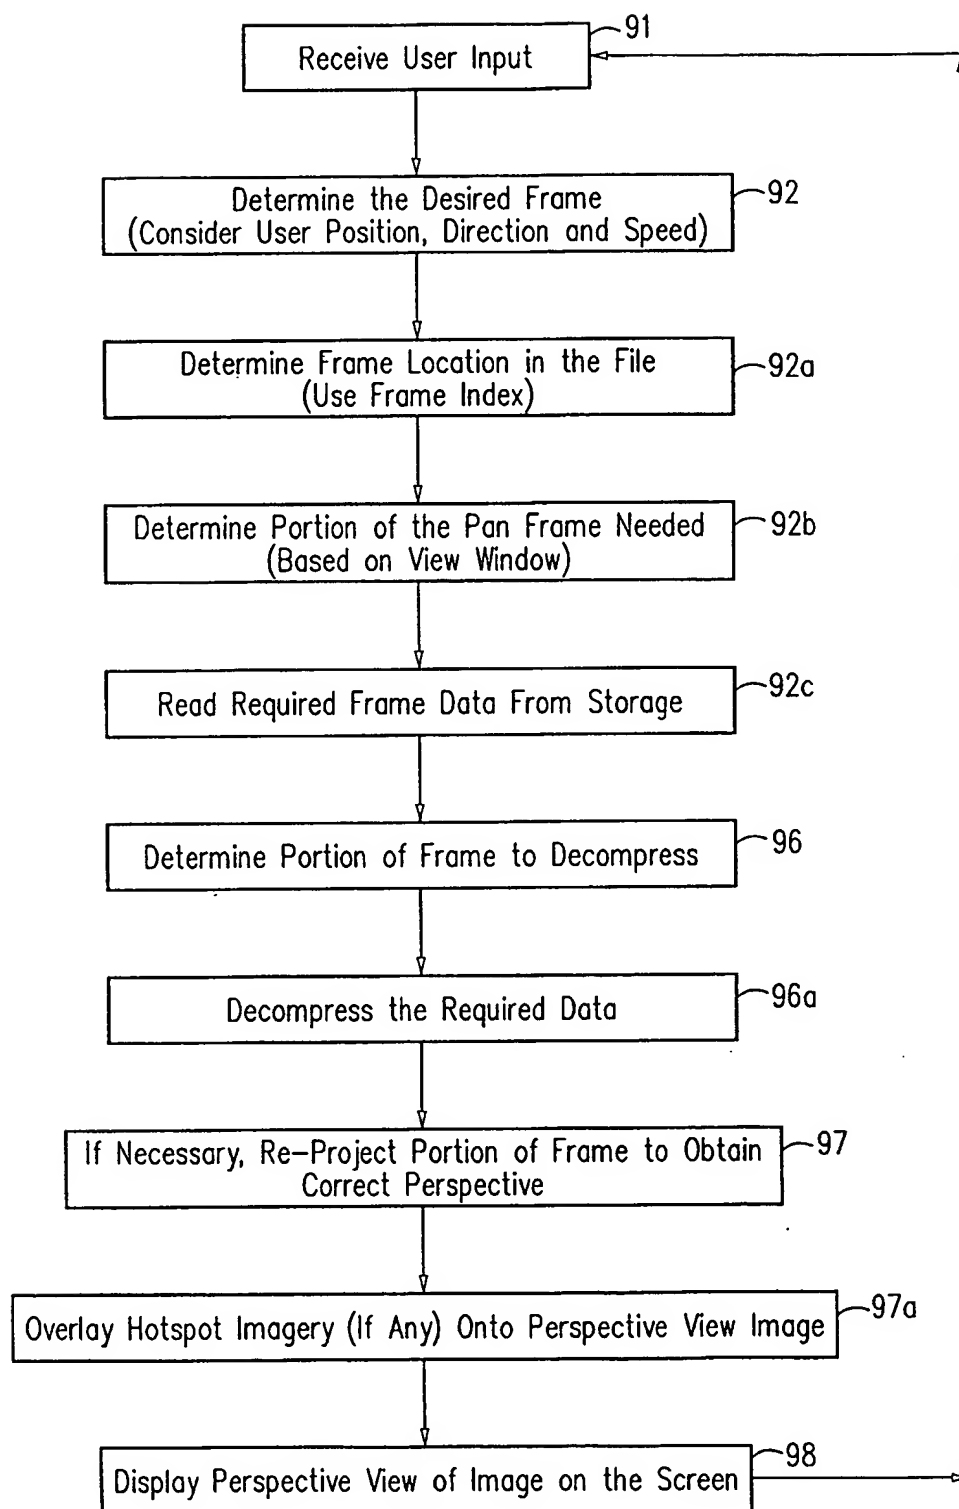 91
Receive User Input
92
Determine the Desired Frame
(Consider User Position, Direction and Speed)
92a
Determine Frame Location in the File
(Use Frame Index)
92b
Determine Portion of the Pan Frame Needed
(Based on View Window)
92c
Read Required Frame Data From Storage
96
Determine Portion of Frame to Decompress
96a
Decompress the Required Data
97
If Necessary, Re-Project Portion of Frame to Obtain
Correct Perspective
97a
Overlay Hotspot Imagery (If Any) Onto Perspective View Image
98
Display Perspective View of Image on the Screen